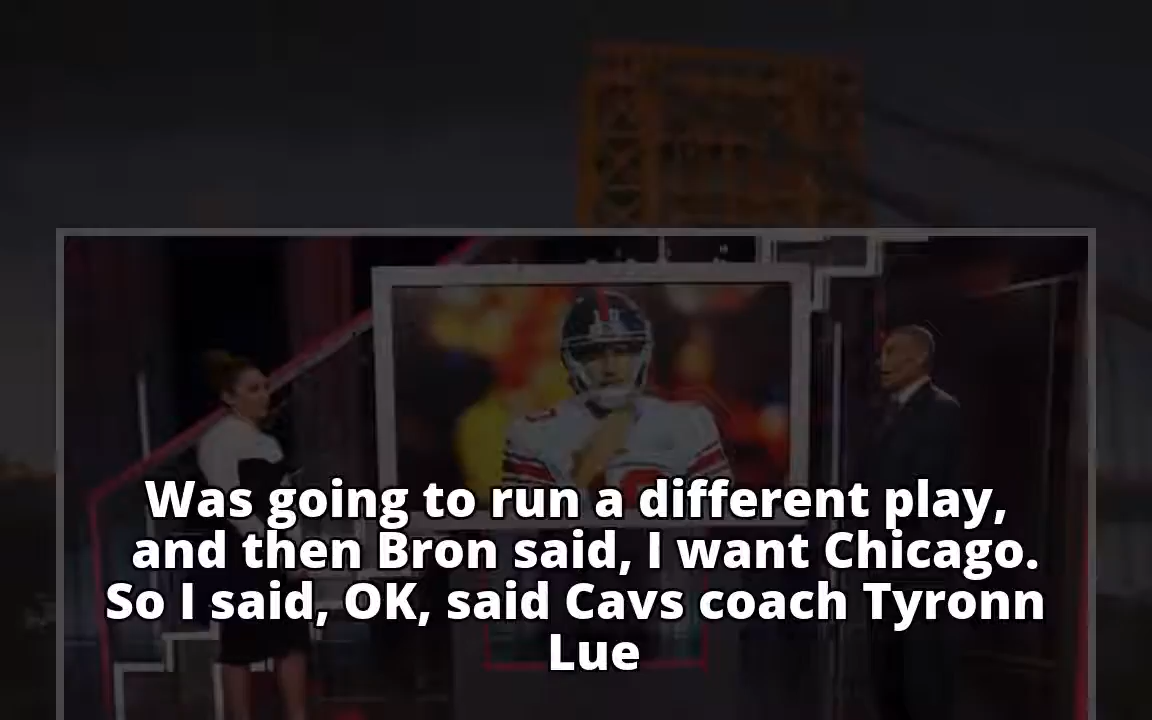 Was going to run a different play,
and then Bron said, I want Chicago.
So I said, OK, said Cavs coach Tyronn
Lue